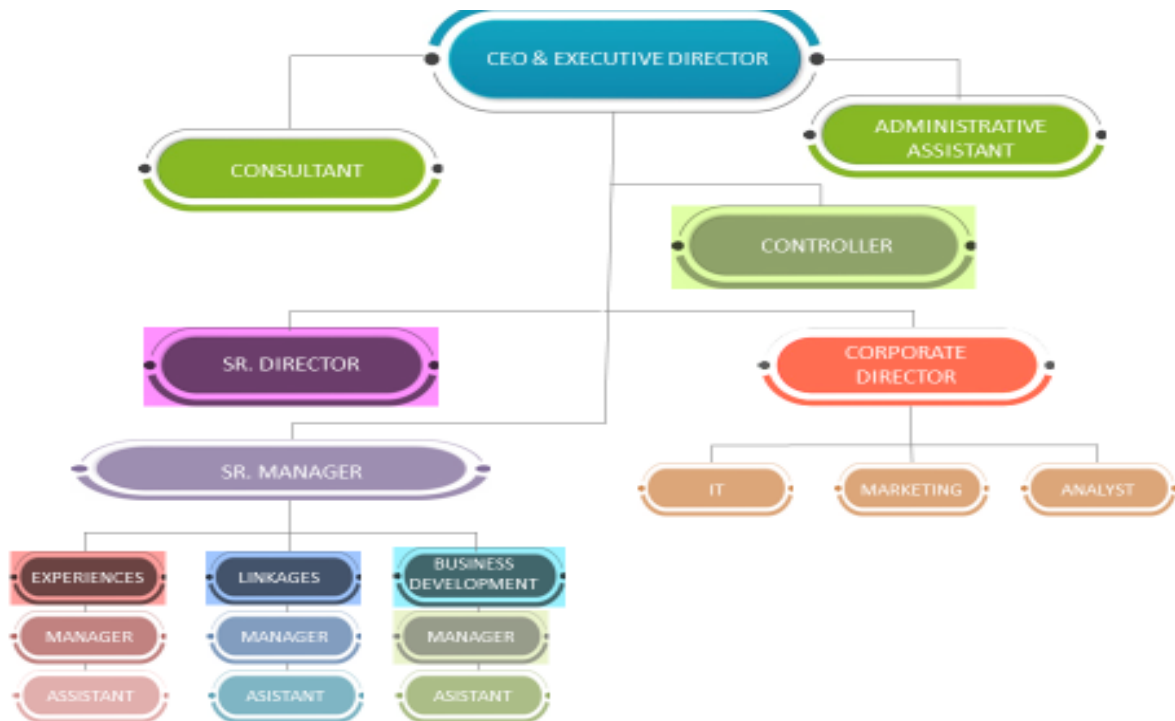 CEO & EXECUTIVE DIRECTOR
ADMINISTRATIVE
ASSISTANT
CONSULTANT
CONTROLLER
SR. DIRECTOR
CORPORATE
DIRECTOR
SR. MANAGER
IT
MARKETING
ANALYST
EXPERIENCES
LINKAGES
BUSINESS
DEVELOPMENT
MANAGER
MANAGER
MANAGER
ASSISTANT
ASISTANT
ASISTANT